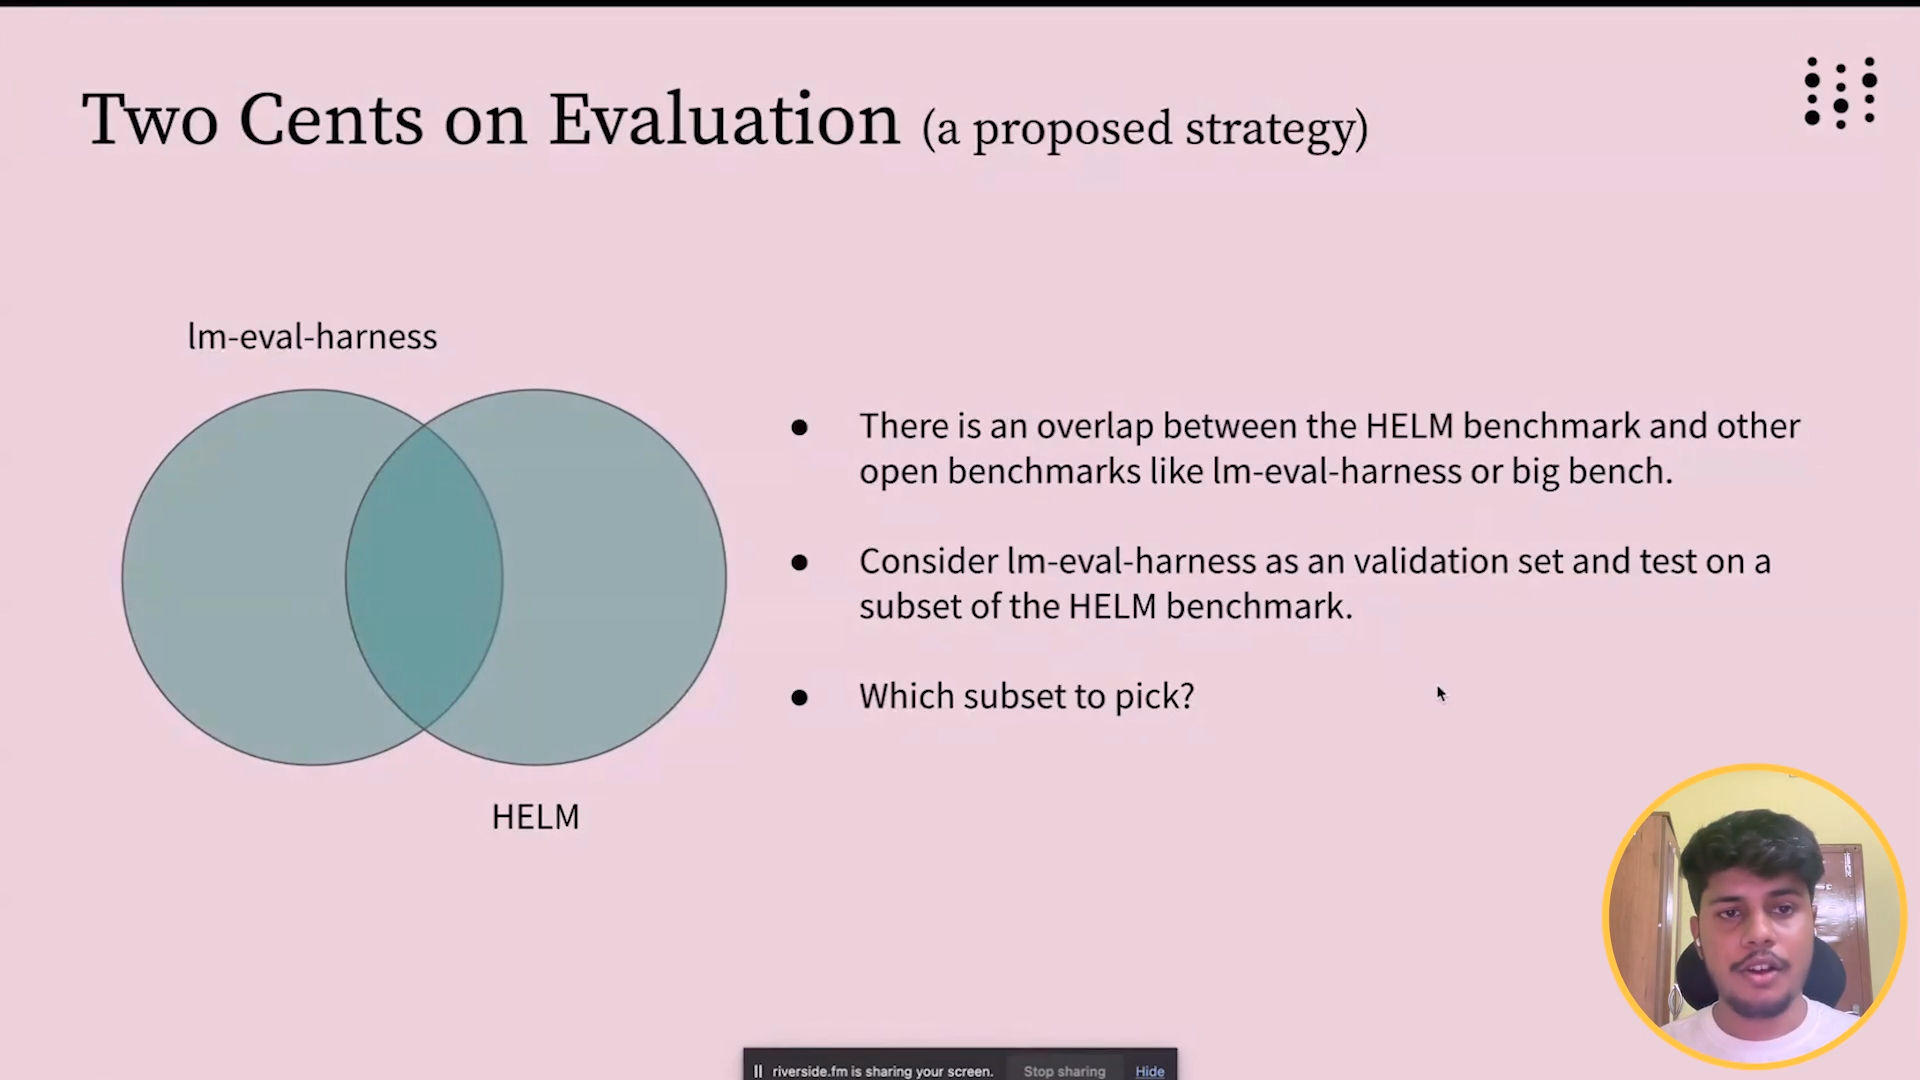 Two Cents on Evaluation (a proposed strategy)
lm-eval-harness
HELM
● There is an overlap between the HELM benchmark and other
open benchmarks like lm-eval-harness or big bench.
● Consider lm-eval-harness as an validation set and test on a
subset of the HELM benchmark.
● Which subset to pick?
riverside.fm is sharing your screen. Stop sharing Hide